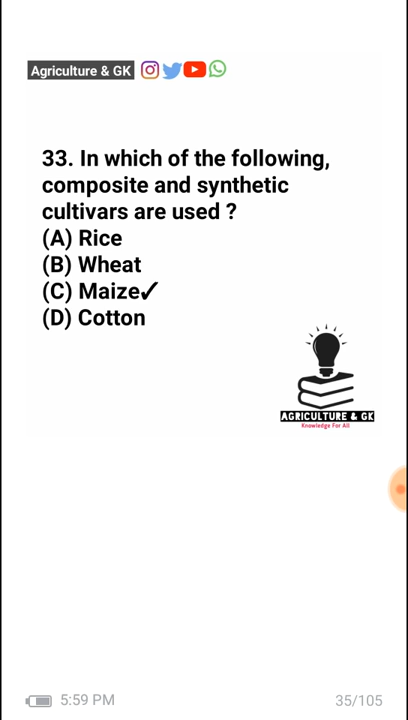 Agriculture & GK
33. In which of the following,
composite and synthetic
cultivars are used ?
(A) Rice
(B) Wheat
(C) Maize✓
(D) Cotton
AGRICULTURE & GK
Knowledge For All
5:59 PM 35/105